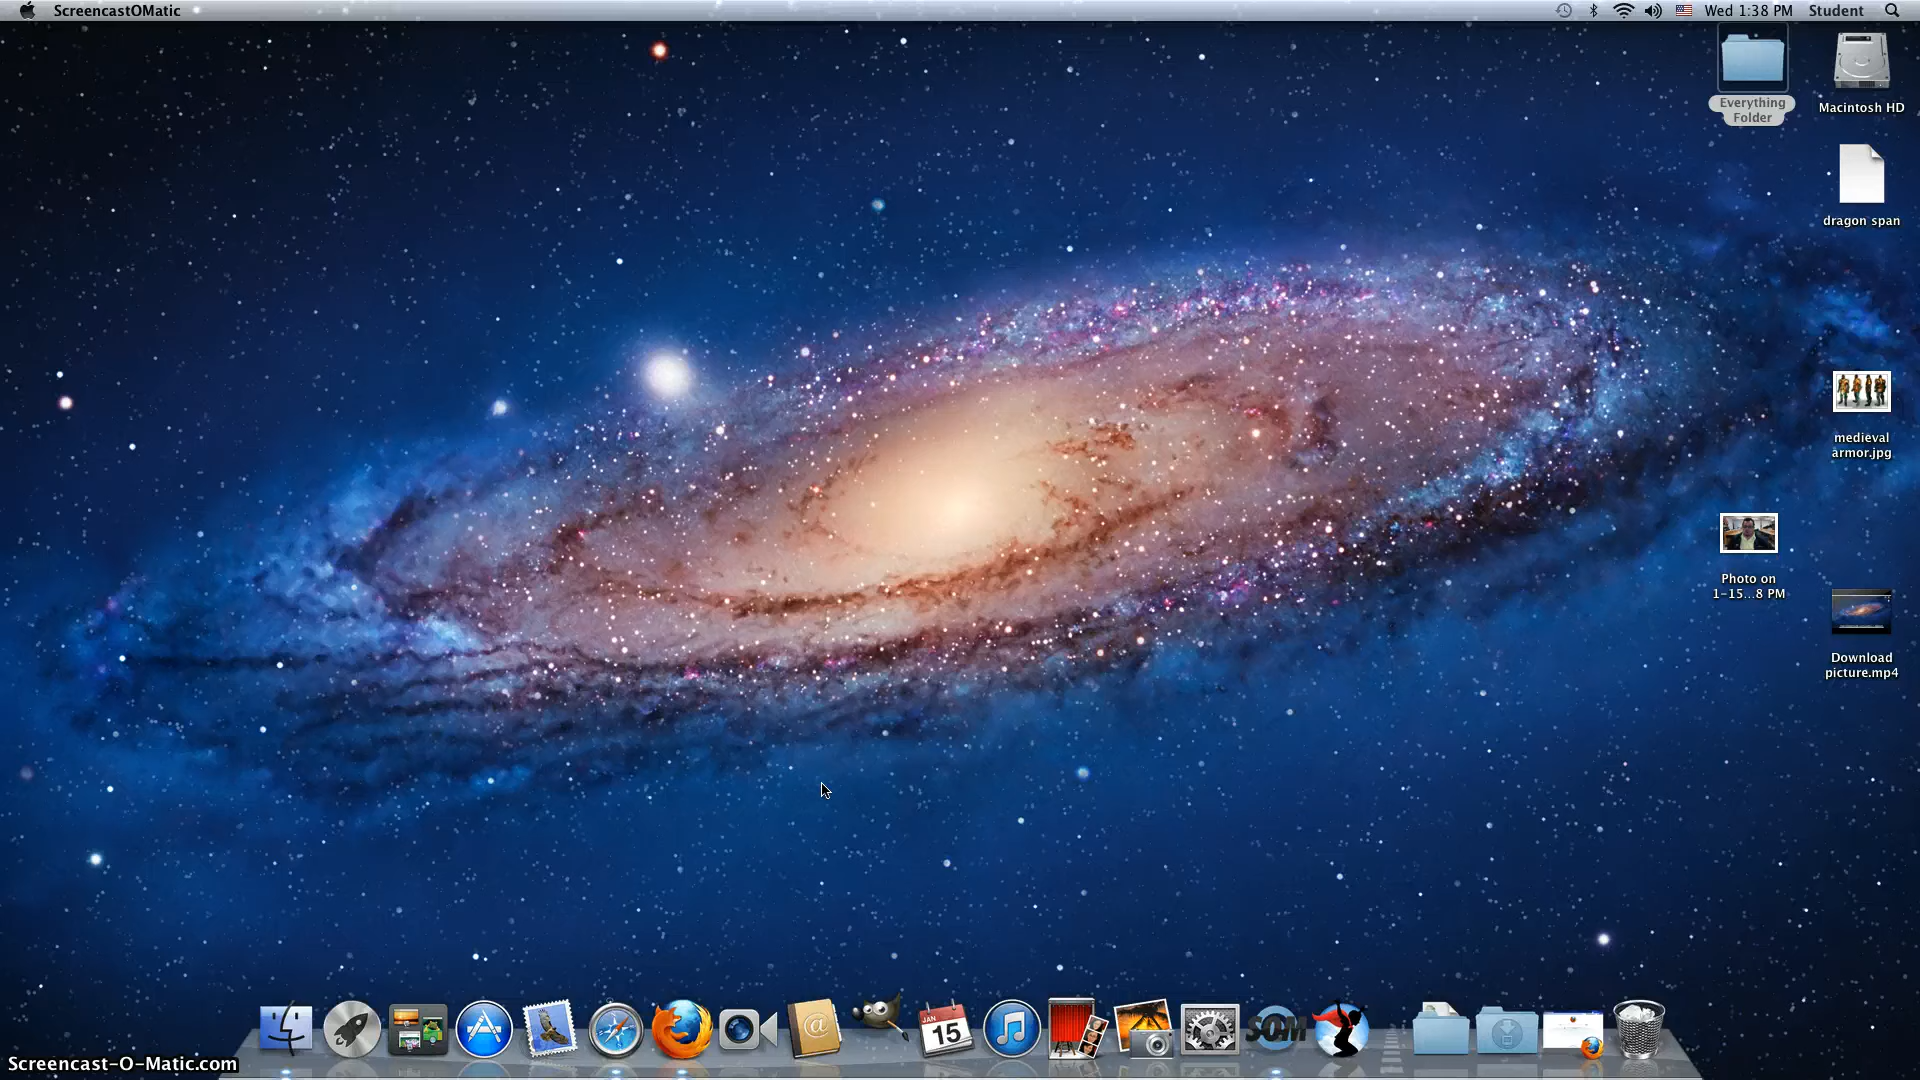 ScreencastOMatic
Wed 1:38 PM Student
Everything
Folder
Macintosh HD
dragon span
medieval
armor.jpg
Photo on
1-15...8 PM
Download
picture.mp4
JAN
15
SOM
Screencast-O-Matic.com